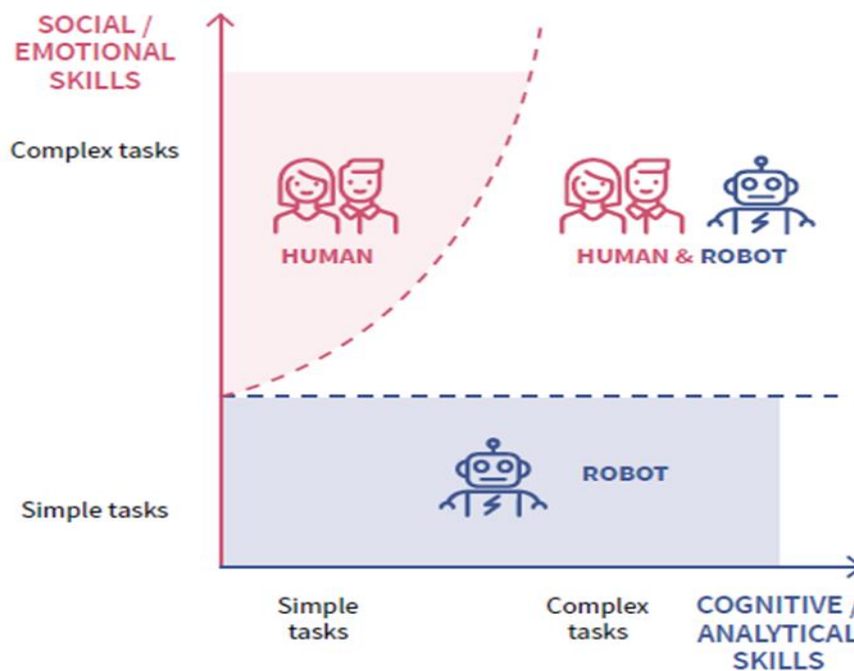 SOCIAL /
EMOTIONAL
SKILLS
Complex tasks
HUMAN
HUMAN & ROBOT
ROBOT
Simple tasks
Simple
tasks
Complex
tasks
COGNITIVE /
ANALYTICAL
SKILLS